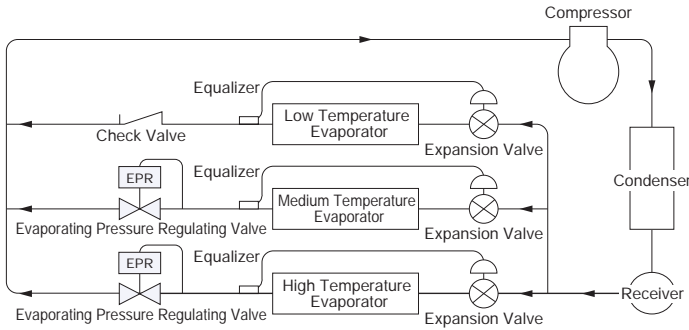 Compressor
Equalizer
Low Temperature
Evaporator
Check Valve
Expansion Valve
EPR
Equalizer
Medium Temperature
Evaporator
Condenser
Evaporating Pressure Regulating Valve
Expansion Valve
EPR
Equalizer
High Temperature
Evaporator
Receiver
Evaporating Pressure Regulating Valve
Expansion Valve